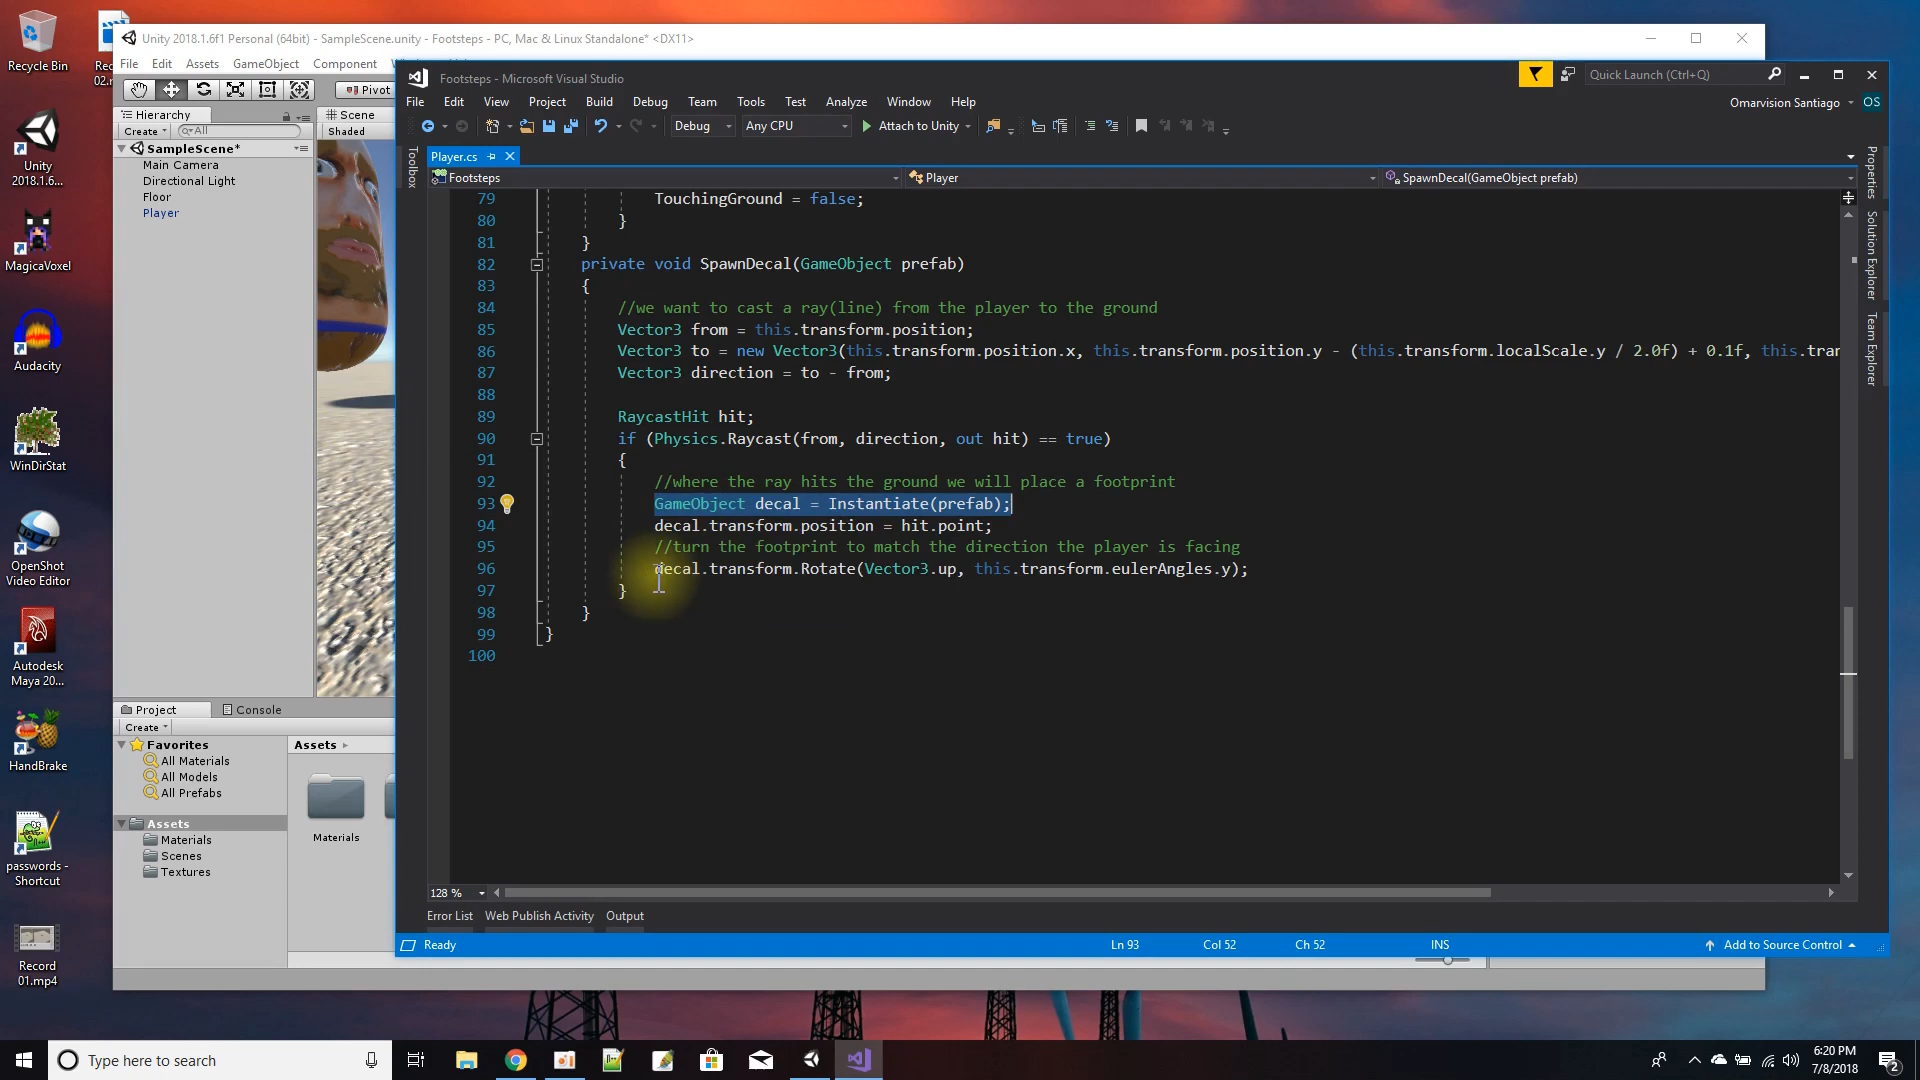 Recycle Bin
Rec
02.n
Unity
2018.1.6...
MagicaVoxel
Audacity
WinDirStat
OpenShot
Video Editor
Autodesk
Maya 20...
HandBrake
passwords -
Shortcut
Record
01.mp4
Unity 2018.1.6f1 Personal (64bit) - SampleScene.unity - Footsteps - PC, Mac & Linux Standalone* <DX11>
File Edit Assets GameObject Component
Pivot
Hierarchy
Create All
SampleScene*
Main Camera
Directional Light
Floor
Player
Scene
Shaded
Project Console
Create
Favorites
All Materials
All Models
All Prefabs
Assets
Materials
Scenes
Textures
Assets
Materials
Footsteps - Microsoft Visual Studio
Quick Launch (Ctrl+Q)
File Edit View Project Build Debug Team Tools Test Analyze Window Help
Omarvision Santiago OS
Debug Any CPU Attach to Unity
Toolbox
Player.cs
Footsteps Player SpawnDecal(GameObject prefab)
Properties
Solution Explorer
Team Explorer
79 TouchingGround = false;
80 }
81 }
82 private void SpawnDecal(GameObject prefab)
83 {
84 //we want to cast a ray(line) from the player to the ground
85 Vector3 from = this.transform.position;
86 Vector3 to = new Vector3(this.transform.position.x, this.transform.position.y - (this.transform.localScale.y / 2.0f) + 0.1f, this.tran
87 Vector3 direction = to - from;
88
89 RaycastHit hit;
90 if (Physics.Raycast(from, direction, out hit) == true)
91 {
92 //where the ray hits the ground we will place a footprint
93 GameObject decal = Instantiate(prefab);
94 decal.transform.position = hit.point;
95 //turn the footprint to match the direction the player is facing
96 decal.transform.Rotate(Vector3.up, this.transform.eulerAngles.y);
97 }
98 }
99 }
100
128 %
Error List Web Publish Activity Output
Ready Ln 93 Col 52 Ch 52 INS Add to Source Control
Type here to search
6:20 PM
7/8/2018
2